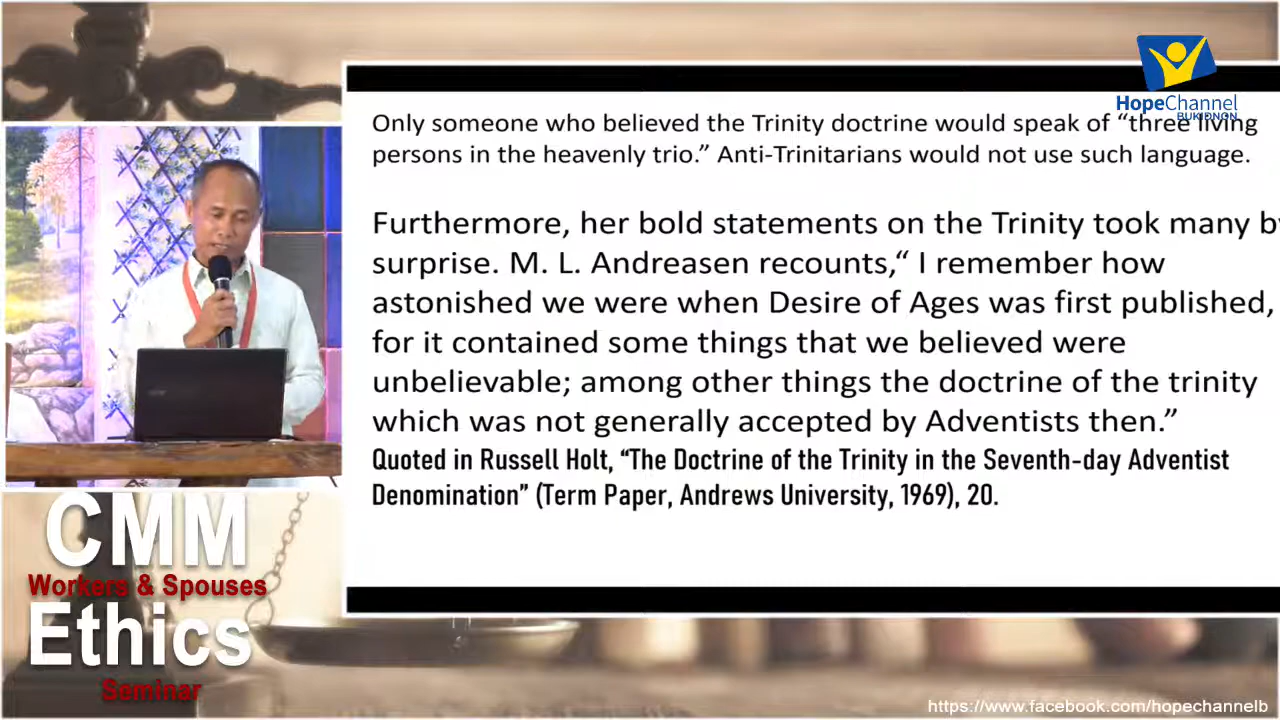 HopeChannel
BUKIDNON
Only someone who believed the Trinity doctrine would speak of “three living
persons in the heavenly trio.” Anti-Trinitarians would not use such language.
Furthermore, her bold statements on the Trinity took many by
surprise. M. L. Andreasen recounts,“ I remember how
astonished we were when Desire of Ages was first published,
for it contained some things that we believed were
unbelievable; among other things the doctrine of the trinity
which was not generally accepted by Adventists then.”
Quoted in Russell Holt, “The Doctrine of the Trinity in the Seventh-day Adventist
Denomination” (Term Paper, Andrews University, 1969), 20.
CMM
Workers & Spouses
Ethics
Seminar
https://www.facebook.com/hopechannelb